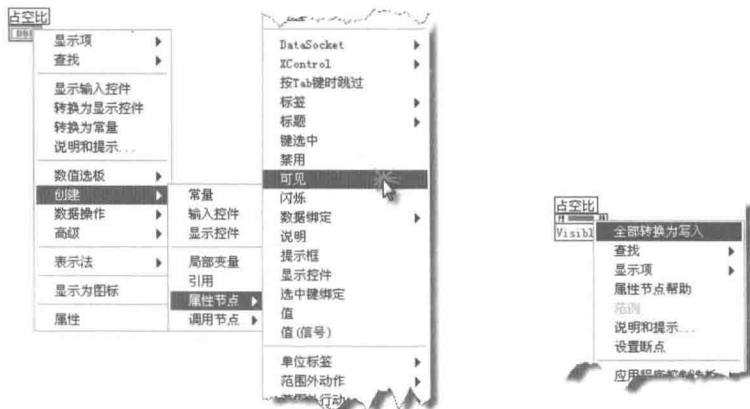 占空比
DBL
显示项
查找
显示输入控件
转换为显示控件
转换为常量
说明和提示...
数值选板
创建
数据操作
高级
表示法
显示为图标
属性
常量
输入控件
显示控件
局部变量
引用
属性节点
调用节点
DataSocket
XControl
按Tab键时跳过
标签
标题
键选中
禁用
可见
闪烁
数据绑定
说明
提示框
显示控件
选中键绑定
值
值(信号)
单位标签
范围外动作
占空比
Visibl
全部转换为写入
查找
显示项
属性节点帮助
范例
说明和提示...
设置断点